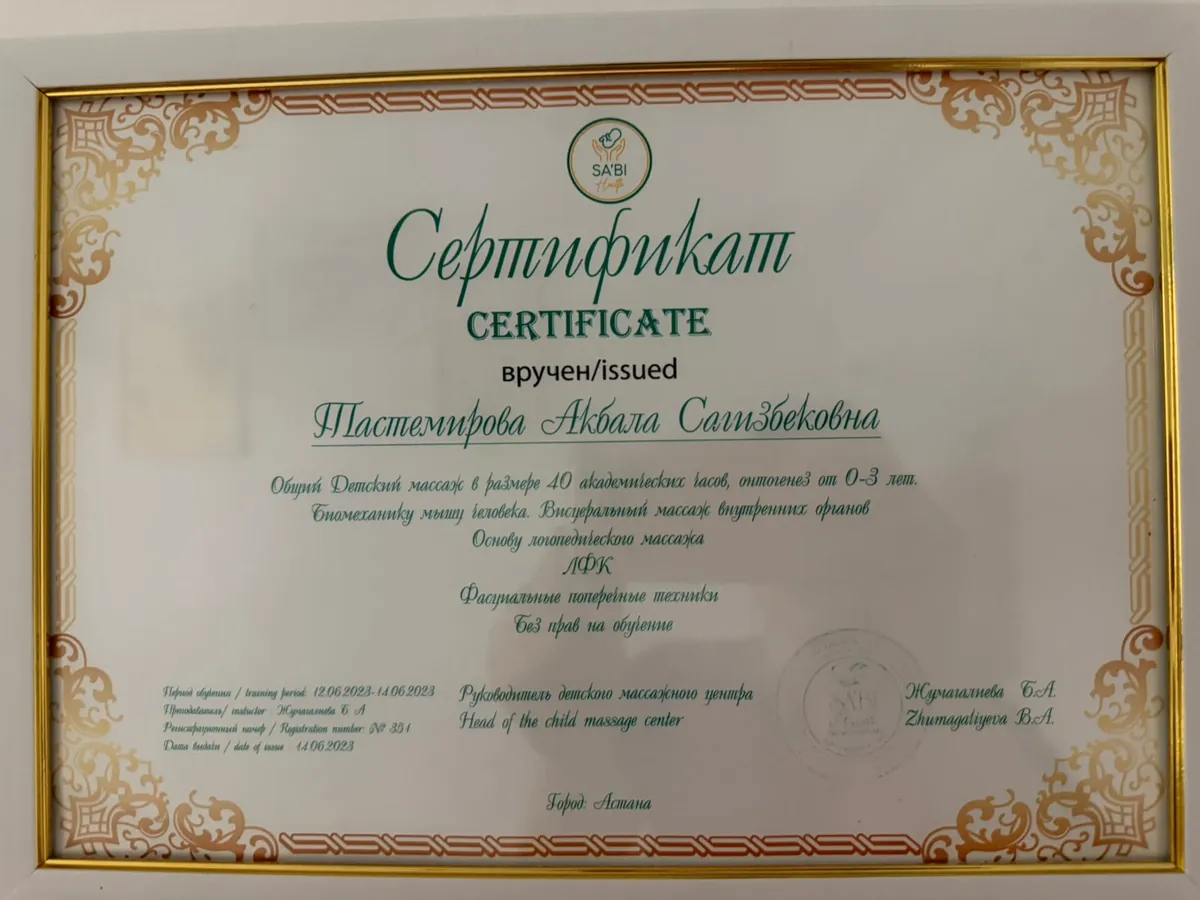 SA'BI
Health
Сертификат
CERTIFICATE
вручен/issued
Тастемирова Акбала Сагизбековна
Общий Детский массаж в размере 40 академических часов, онтогенез от 0-3 лет.
Биомеханику мышц человека. Висцеральный массаж внутренних органов
Основу логопедического массажа
ЛФК
Фасциальные поперечные техники
Без прав на обучение
Период обучения / training period: 12.06.2023-14.06.2023
Преподаватель/ instuctor Жумагалиева Б А
Регистрационный номер / Registration number: № 351
Дата выдачи / date of issue 14.06.2023
Руководитель детского массажного центра
Head of the child massage center
SA'BI
Жумагалиева Б.А.
Zhumagaliyeva B.A.
Город: Астана